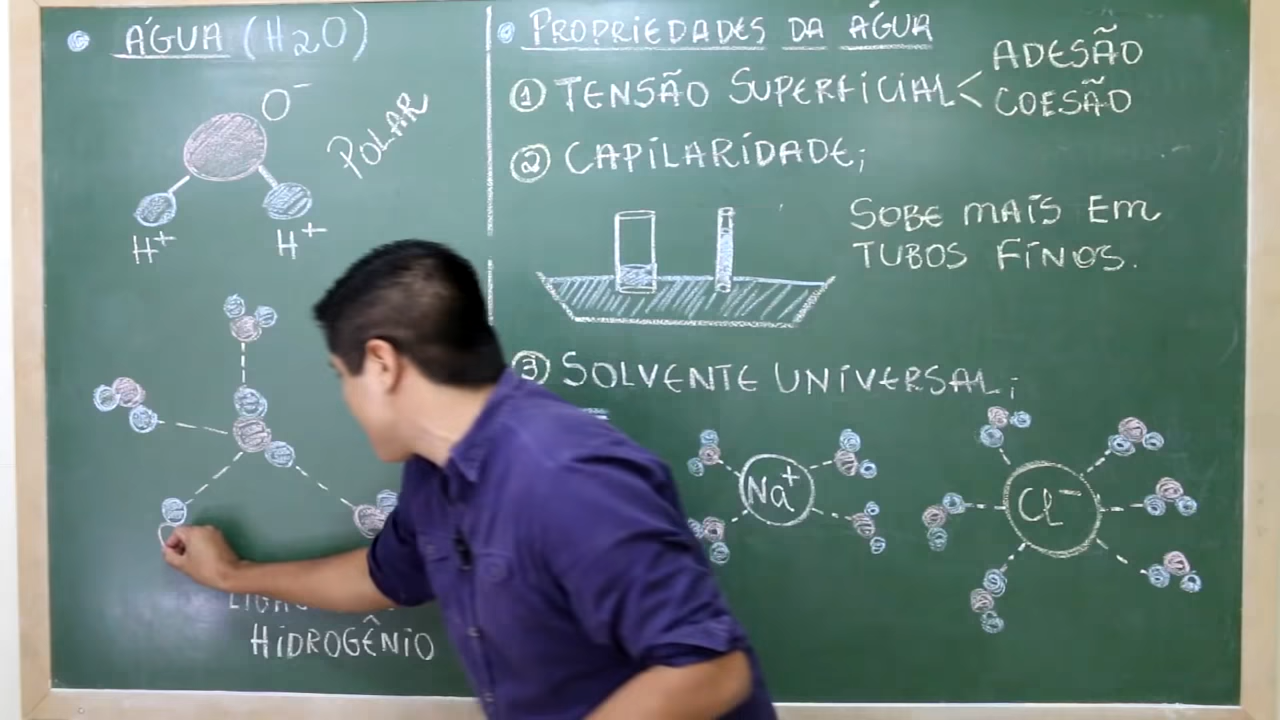 ÁGUA (H2O)
O-
POLAR
H+
H+
HIDROGÊNIO
PROPRIEDADES DA ÁGUA
① TENSÃO SUPERFICIAL < ADESÃO
COESÃO
② CAPILARIDADE;
SOBE MAIS EM
TUBOS FINOS.
③ SOLVENTE UNIVERSAL;
Na+
Cl-